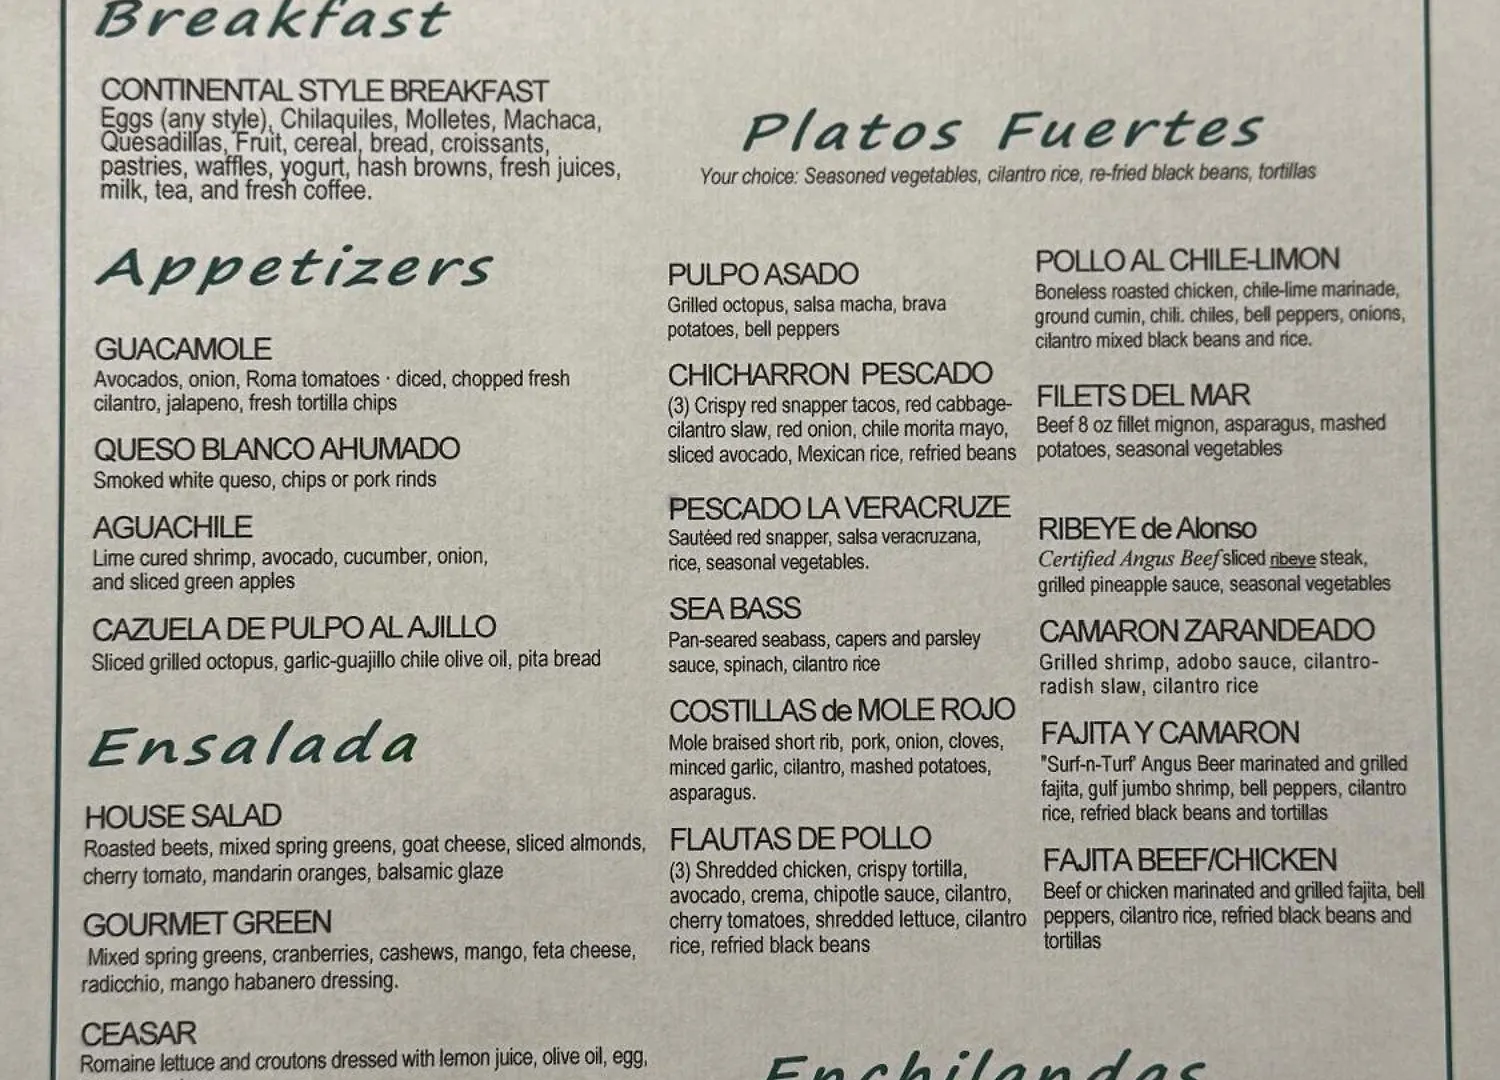 Breakfast
CONTINENTAL STYLE BREAKFAST
Eggs (any style), Chilaquiles, Molletes, Machaca,
Quesadillas, Fruit, cereal, bread, croissants,
pastries, waffles, yogurt, hash browns, fresh juices,
milk, tea, and fresh coffee.
Appetizers
GUACAMOLE
Avocados, onion, Roma tomatoes · diced, chopped fresh
cilantro, jalapeno, fresh tortilla chips
QUESO BLANCO AHUMADO
Smoked white queso, chips or pork rinds
AGUACHILE
Lime cured shrimp, avocado, cucumber, onion,
and sliced green apples
CAZUELA DE PULPO AL AJILLO
Sliced grilled octopus, garlic-guajillo chile olive oil, pita bread
Ensalada
HOUSE SALAD
Roasted beets, mixed spring greens, goat cheese, sliced almonds,
cherry tomato, mandarin oranges, balsamic glaze
GOURMET GREEN
Mixed spring greens, cranberries, cashews, mango, feta cheese,
radicchio, mango habanero dressing.
CEASAR
Romaine lettuce and croutons dressed with lemon juice, olive oil, egg,
Platos Fuertes
Your choice: Seasoned vegetables, cilantro rice, re-fried black beans, tortillas
PULPO ASADO
Grilled octopus, salsa macha, brava
potatoes, bell peppers
CHICHARRON PESCADO
(3) Crispy red snapper tacos, red cabbage-
cilantro slaw, red onion, chile morita mayo,
sliced avocado, Mexican rice, refried beans
PESCADO LA VERACRUZE
Sautéed red snapper, salsa veracruzana,
rice, seasonal vegetables.
SEA BASS
Pan-seared seabass, capers and parsley
sauce, spinach, cilantro rice
COSTILLAS de MOLE ROJO
Mole braised short rib, pork, onion, cloves,
minced garlic, cilantro, mashed potatoes,
asparagus.
FLAUTAS DE POLLO
(3) Shredded chicken, crispy tortilla,
avocado, crema, chipotle sauce, cilantro,
cherry tomatoes, shredded lettuce, cilantro
rice, refried black beans
POLLO AL CHILE-LIMON
Boneless roasted chicken, chile-lime marinade,
ground cumin, chili. chiles, bell peppers, onions,
cilantro mixed black beans and rice.
FILETS DEL MAR
Beef 8 oz fillet mignon, asparagus, mashed
potatoes, seasonal vegetables
RIBEYE de Alonso
Certified Angus Beef sliced ribeye steak,
grilled pineapple sauce, seasonal vegetables
CAMARON ZARANDEADO
Grilled shrimp, adobo sauce, cilantro-
radish slaw, cilantro rice
FAJITA Y CAMARON
"Surf-n-Turf' Angus Beer marinated and grilled
fajita, gulf jumbo shrimp, bell peppers, cilantro
rice, refried black beans and tortillas
FAJITA BEEF/CHICKEN
Beef or chicken marinated and grilled fajita, bell
peppers, cilantro rice, refried black beans and
tortillas
Enchilandas